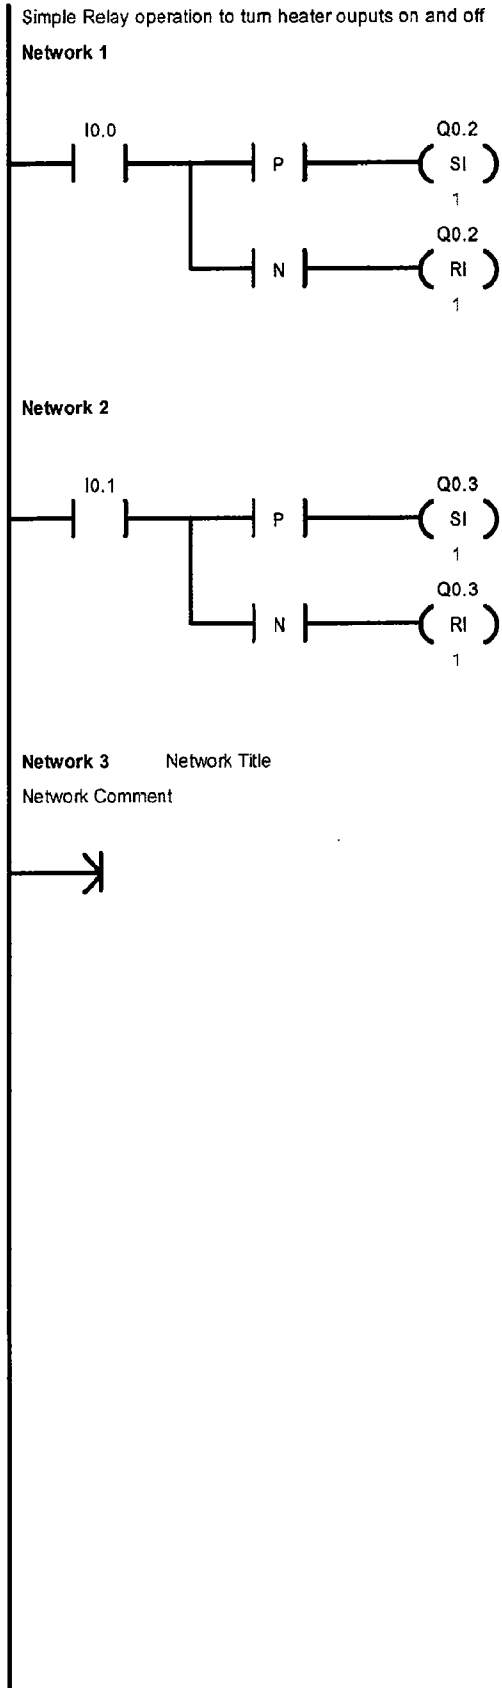 Simple Relay operation to turn heater ouputs on and off
Network 1
I0.0
Q0.2
P
SI
1
Q0.2
N
RI
1
Network 2
I0.1
Q0.3
P
SI
1
Q0.3
N
RI
1
Network 3 Network Title
Network Comment